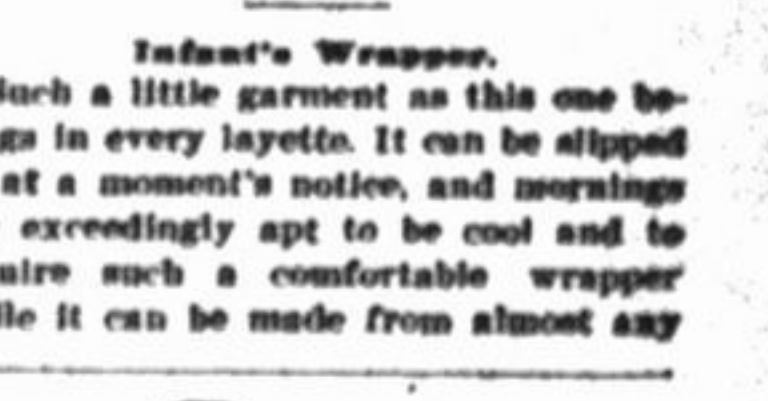 Infant's Wrapper.
Such a little garment as this one be-
gs in every layette. It can be slipped
at a moment's notice, and mornings
exceedingly apt to be cool and to
uire such a comfortable wrapper
ile it can be made from almost any